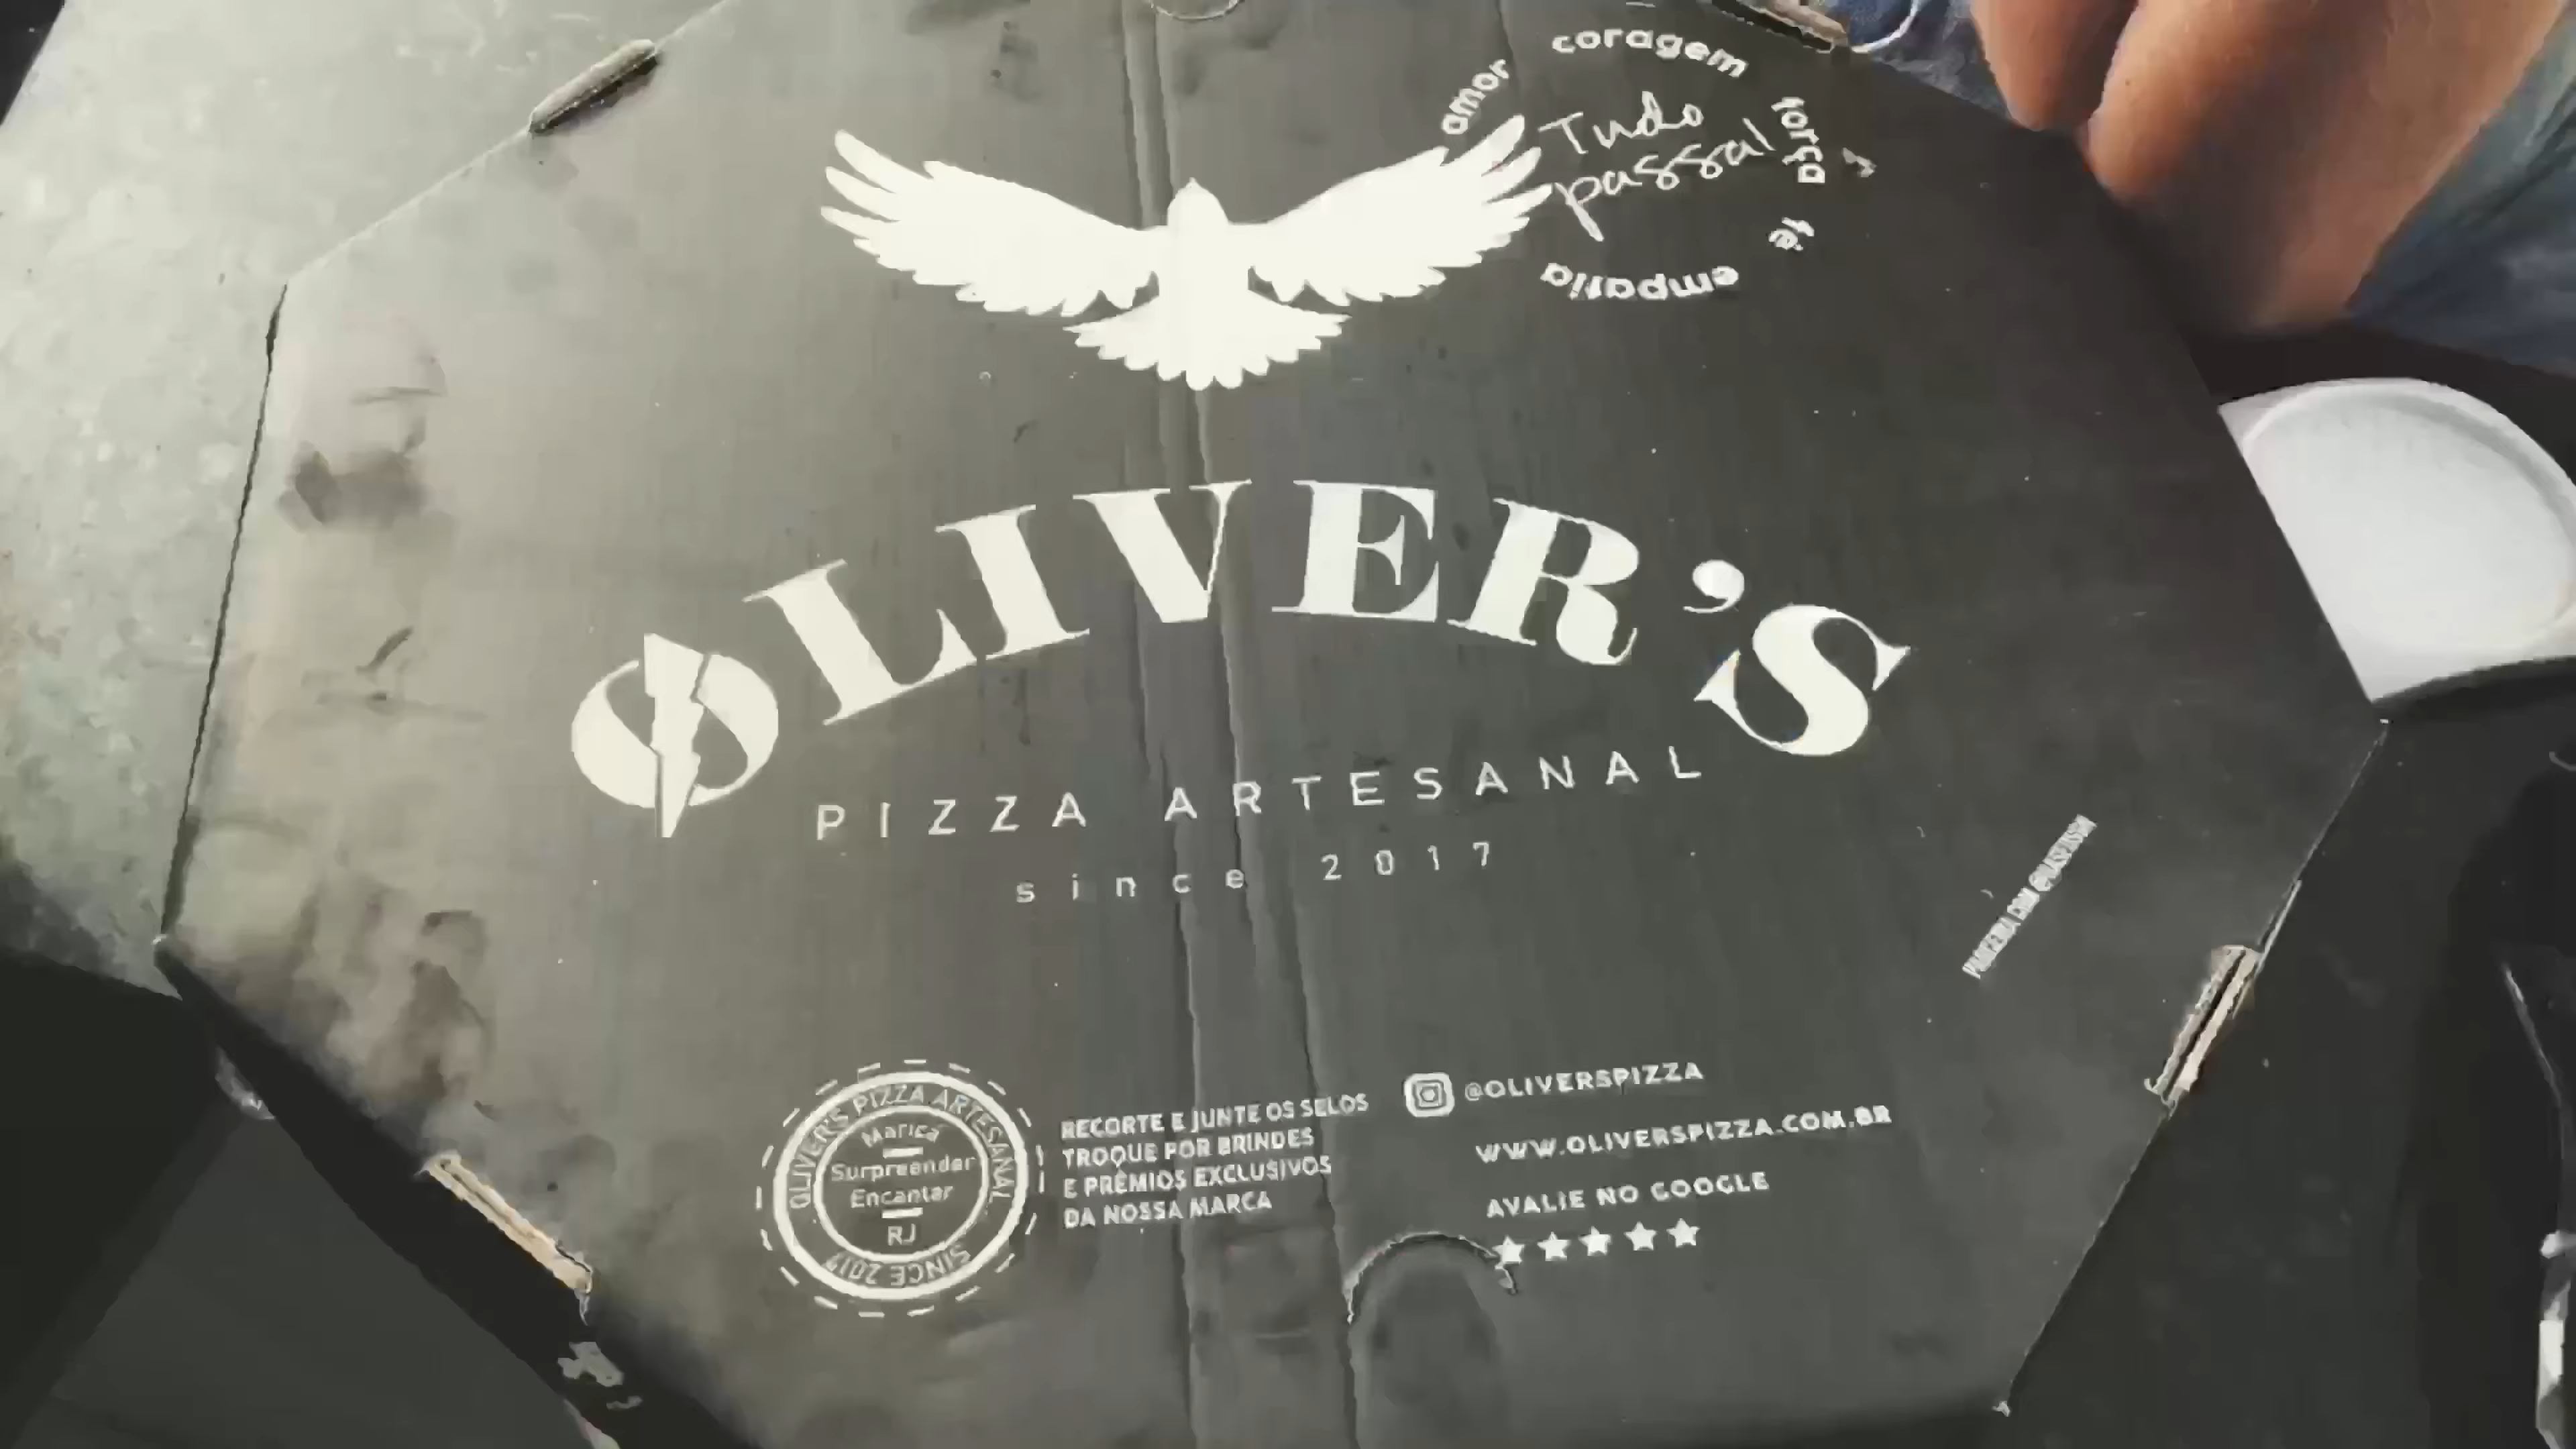 amor coragem força fé empatia
Tudo
passa!
OLIVER'S
PIZZA ARTESANAL
since 2017
OLIVER'S PIZZA ARTESANAL
Maricá
Surpreender
Encantar
RJ
SINCE 2017
RECORTE E JUNTE OS SELOS
TROQUE POR BRINDES
E PRÊMIOS EXCLUSIVOS
DA NOSSA MARCA
@OLIVERSPIZZA
WWW.OLIVERSPIZZA.COM.BR
AVALIE NO GOOGLE